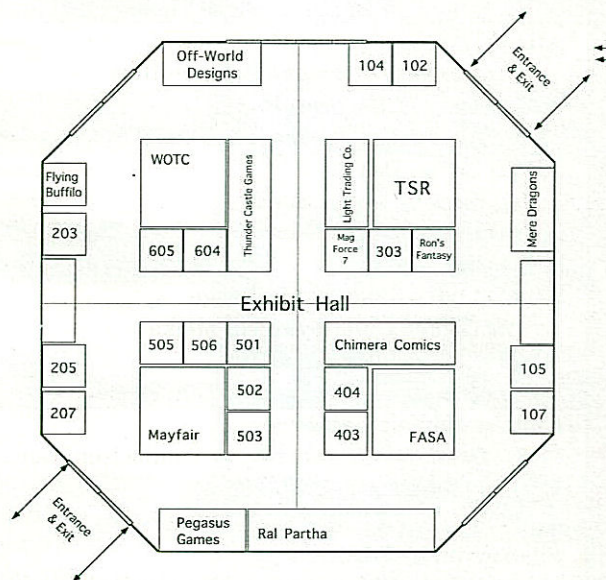 Off-World
Designs
104
102
Entrance
& Exit
WOTC
Thunder Castle Games
605
604
Light Trading Co.
TSR
Mag
Force
7
303
Ron's
Fantasy
Flying
Buffilo
203
Mere Dragons
Exhibit Hall
505
506
501
502
503
Mayfair
Chimera Comics
404
403
FASA
205
207
105
107
Entrance
& Exit
Pegasus
Games
Ral Partha